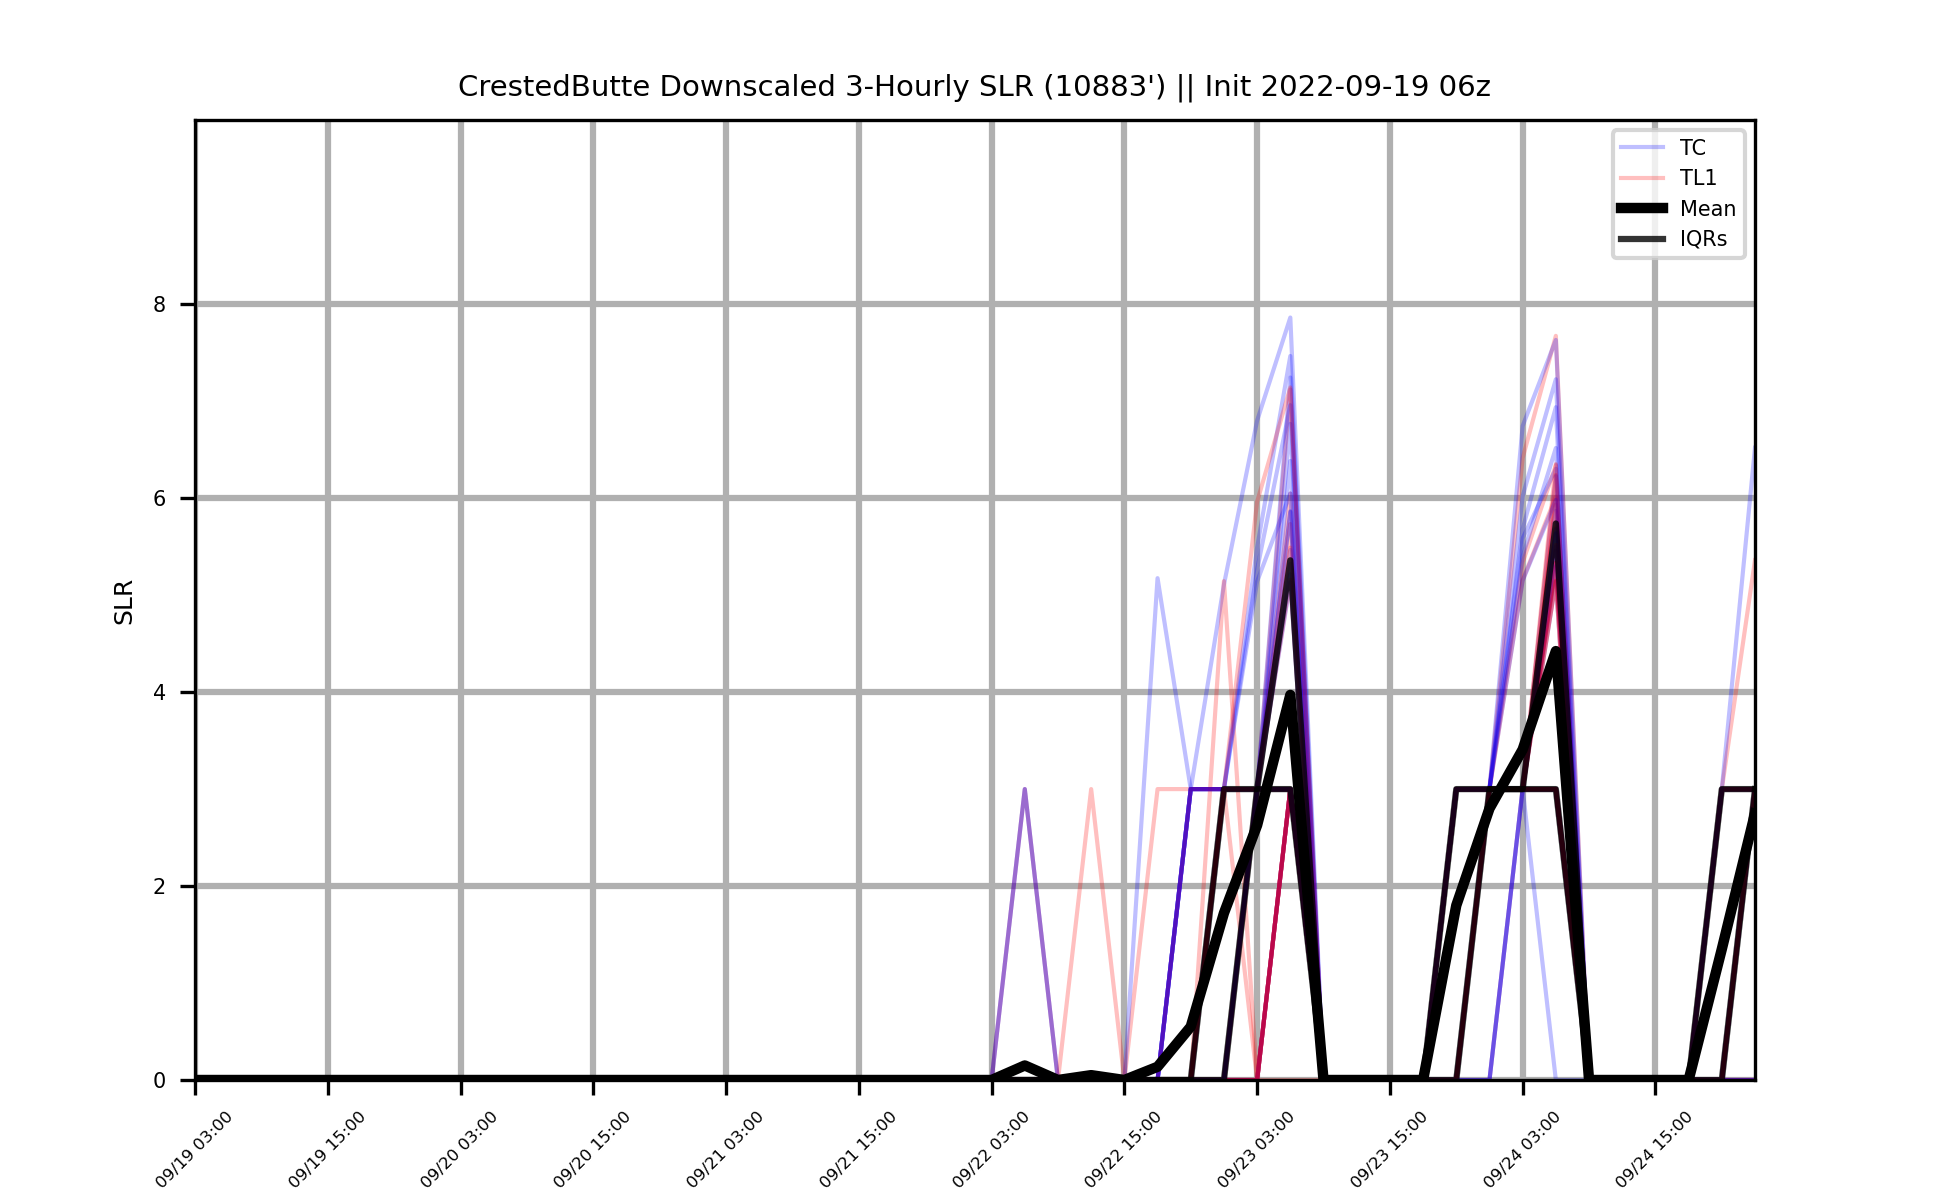 CrestedButte Downscaled 3-Hourly SLR (10883') || Init 2022-09-19 06z
TC
TL1
Mean
IQRs
SLR
8
6
4
2
0
09/19 03:00
09/19 15:00
09/20 03:00
09/20 15:00
09/21 03:00
09/21 15:00
09/22 03:00
09/22 15:00
09/23 03:00
09/23 15:00
09/24 03:00
09/24 15:00